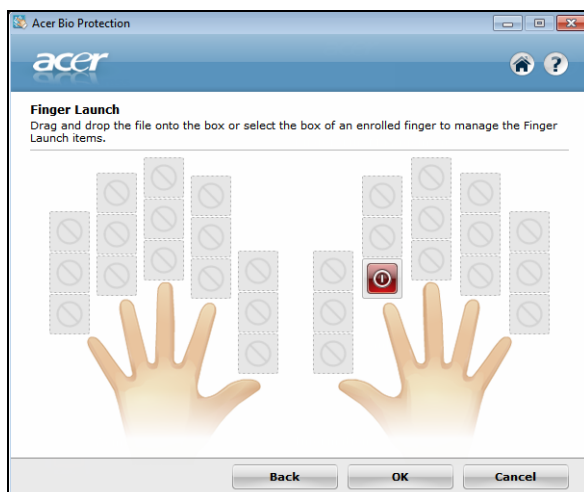 Acer Bio Protection
acer
Finger Launch
Drag and drop the file onto the box or select the box of an enrolled finger to manage the Finger
Launch items.
Back OK Cancel